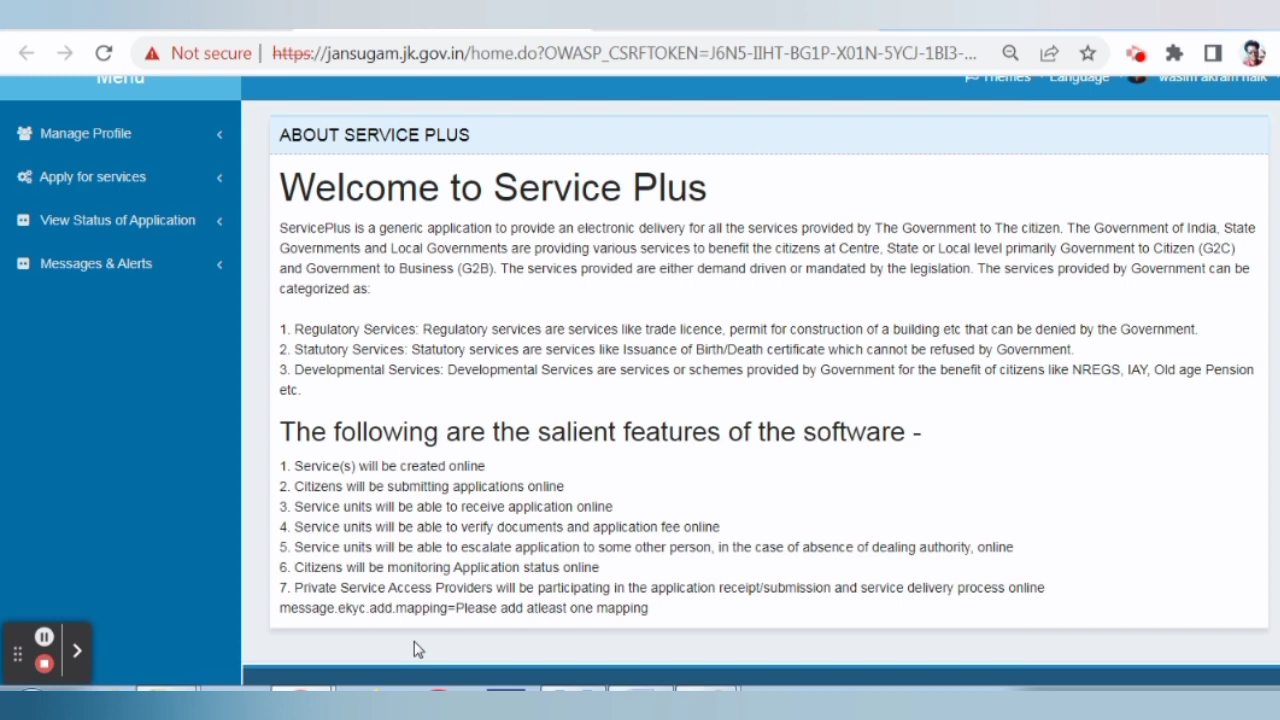 Not secure | https://jansugam.jk.gov.in/home.do?OWASP_CSRFTOKEN=J6N5-IIHT-BG1P-X01N-5YCJ-1BI3-...
Menu
Themes Language wasim akram naik
Manage Profile
Apply for services
View Status of Application
Messages & Alerts
ABOUT SERVICE PLUS
Welcome to Service Plus
ServicePlus is a generic application to provide an electronic delivery for all the services provided by The Government to The citizen. The Government of India, State
Governments and Local Governments are providing various services to benefit the citizens at Centre, State or Local level primarily Government to Citizen (G2C)
and Government to Business (G2B). The services provided are either demand driven or mandated by the legislation. The services provided by Government can be
categorized as:
1. Regulatory Services: Regulatory services are services like trade licence, permit for construction of a building etc that can be denied by the Government.
2. Statutory Services: Statutory services are services like Issuance of Birth/Death certificate which cannot be refused by Government.
3. Developmental Services: Developmental Services are services or schemes provided by Government for the benefit of citizens like NREGS, IAY, Old age Pension
etc.
The following are the salient features of the software -
1. Service(s) will be created online
2. Citizens will be submitting applications online
3. Service units will be able to receive application online
4. Service units will be able to verify documents and application fee online
5. Service units will be able to escalate application to some other person, in the case of absence of dealing authority, online
6. Citizens will be monitoring Application status online
7. Private Service Access Providers will be participating in the application receipt/submission and service delivery process online
message.ekyc.add.mapping=Please add atleast one mapping